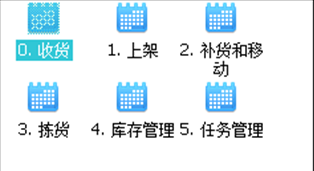 0. 收货 1. 上架 2. 补货和移
动
3. 拣货 4. 库存管理 5. 任务管理